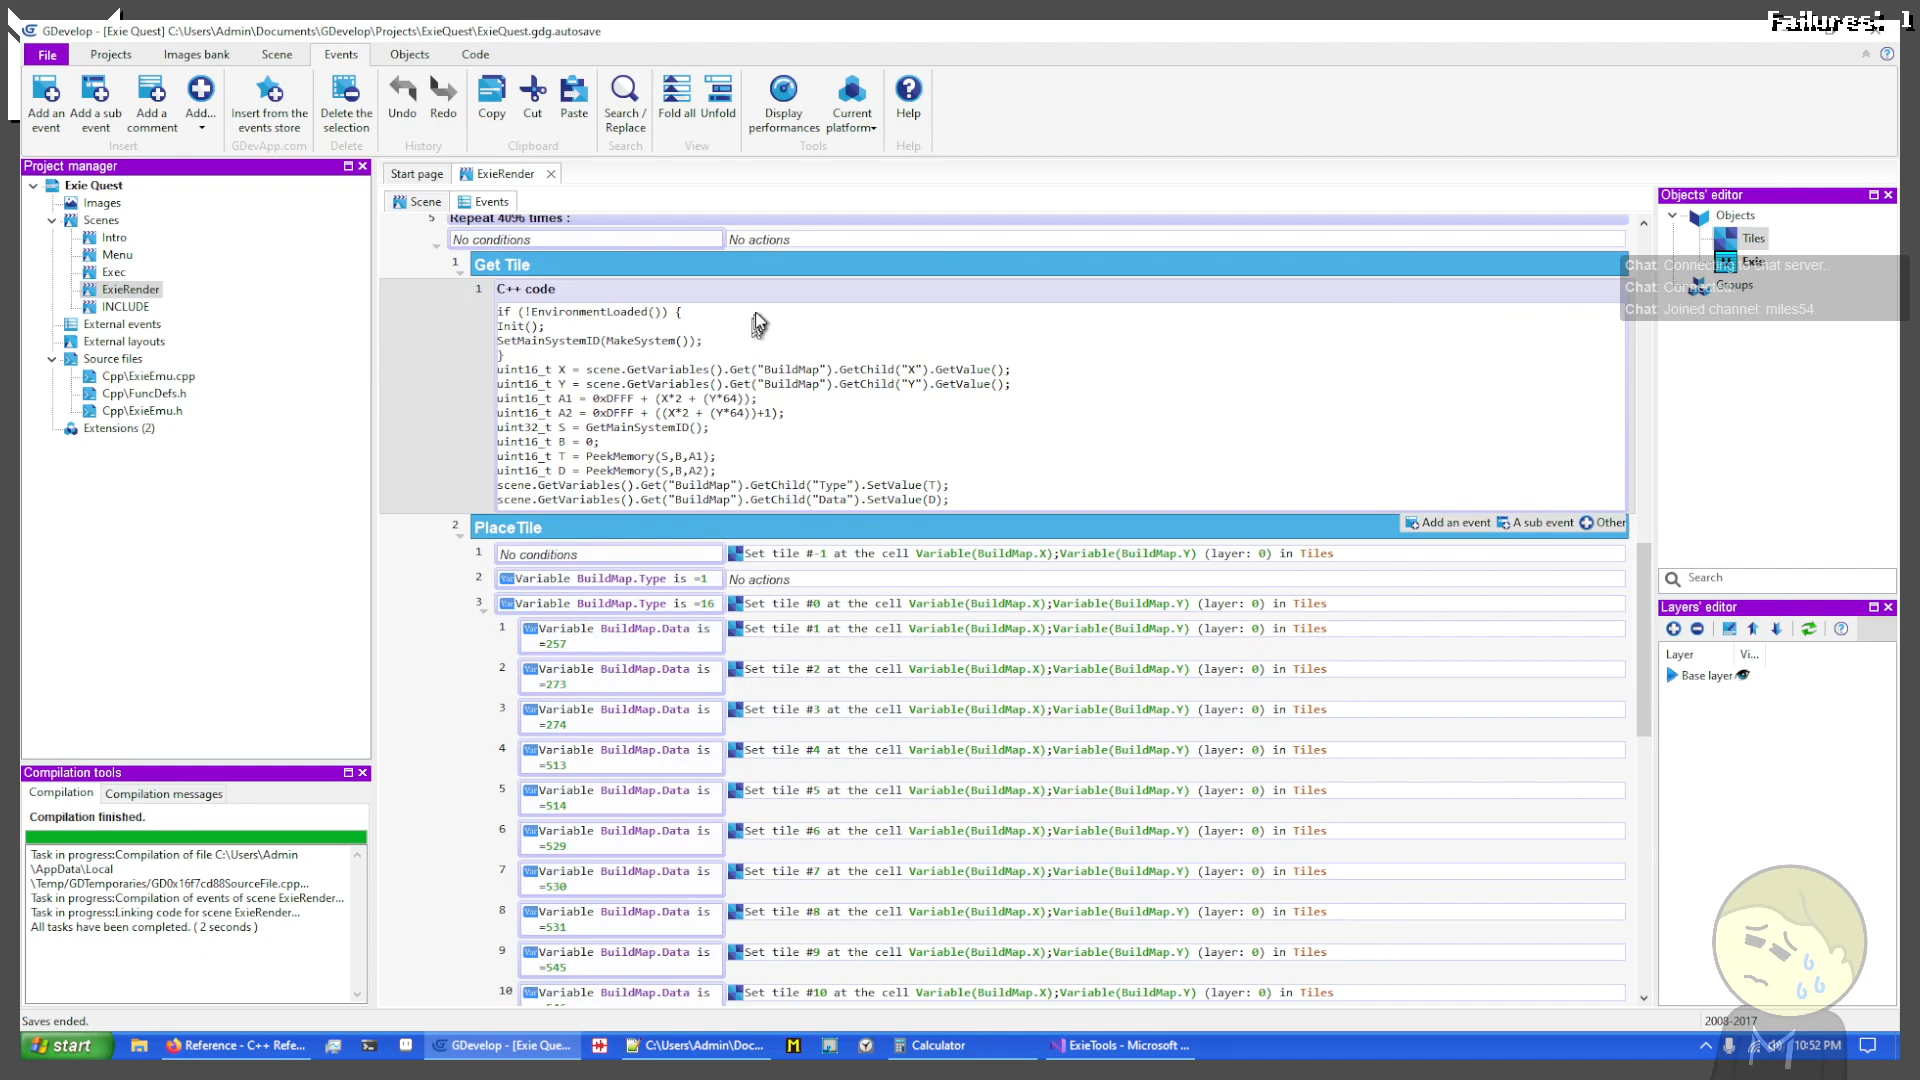 Failures: 1
GDevelop - [Exie Quest] C:\Users\Admin\Documents\GDevelop\Projects\ExieQuest\ExieQuest.gdg.autosave
File Projects Images bank Scene Events Objects Code
Add an event Add a sub event Add a comment Add... Insert from the events store Delete the selection Undo Redo Copy Cut Paste Search / Replace Fold all Unfold Display performances Current platform Help
Insert GDevApp.com Delete History Clipboard Search View Tools Help
Project manager
Exie Quest
Images
Scenes
Intro
Menu
Exec
ExieRender
INCLUDE
External events
External layouts
Source files
Cpp\ExieEmu.cpp
Cpp\FuncDefs.h
Cpp\ExieEmu.h
Extensions (2)
Compilation tools
Compilation Compilation messages
Compilation finished.
Task in progress:Compilation of file C:\Users\Admin
\AppData\Local
\Temp/GDTemporaries/GD0x16f7cd88SourceFile.cpp...
Task in progress:Compilation of events of scene ExieRender...
Task in progress:Linking code for scene ExieRender...
All tasks have been completed. ( 2 seconds )
Saves ended.
Start page ExieRender
Scene Events
5 Repeat 4096 times :
No conditions No actions
1 Get Tile
1 C++ code
if (!EnvironmentLoaded()) {
Init();
SetMainSystemID(MakeSystem());
}
uint16_t X = scene.GetVariables().Get("BuildMap").GetChild("X").GetValue();
uint16_t Y = scene.GetVariables().Get("BuildMap").GetChild("Y").GetValue();
uint16_t A1 = 0xDFFF + (X*2 + (Y*64));
uint16_t A2 = 0xDFFF + ((X*2 + (Y*64))+1);
uint32_t S = GetMainSystemID();
uint16_t B = 0;
uint16_t T = PeekMemory(S,B,A1);
uint16_t D = PeekMemory(S,B,A2);
scene.GetVariables().Get("BuildMap").GetChild("Type").SetValue(T);
scene.GetVariables().Get("BuildMap").GetChild("Data").SetValue(D);
2 PlaceTile Add an event A sub event Other
1 No conditions Set tile #-1 at the cell Variable(BuildMap.X);Variable(BuildMap.Y) (layer: 0) in Tiles
2 Variable BuildMap.Type is =1 No actions
3 Variable BuildMap.Type is =16 Set tile #0 at the cell Variable(BuildMap.X);Variable(BuildMap.Y) (layer: 0) in Tiles
1 Variable BuildMap.Data is Set tile #1 at the cell Variable(BuildMap.X);Variable(BuildMap.Y) (layer: 0) in Tiles
=257
2 Variable BuildMap.Data is Set tile #2 at the cell Variable(BuildMap.X);Variable(BuildMap.Y) (layer: 0) in Tiles
=273
3 Variable BuildMap.Data is Set tile #3 at the cell Variable(BuildMap.X);Variable(BuildMap.Y) (layer: 0) in Tiles
=274
4 Variable BuildMap.Data is Set tile #4 at the cell Variable(BuildMap.X);Variable(BuildMap.Y) (layer: 0) in Tiles
=513
5 Variable BuildMap.Data is Set tile #5 at the cell Variable(BuildMap.X);Variable(BuildMap.Y) (layer: 0) in Tiles
=514
6 Variable BuildMap.Data is Set tile #6 at the cell Variable(BuildMap.X);Variable(BuildMap.Y) (layer: 0) in Tiles
=529
7 Variable BuildMap.Data is Set tile #7 at the cell Variable(BuildMap.X);Variable(BuildMap.Y) (layer: 0) in Tiles
=530
8 Variable BuildMap.Data is Set tile #8 at the cell Variable(BuildMap.X);Variable(BuildMap.Y) (layer: 0) in Tiles
=531
9 Variable BuildMap.Data is Set tile #9 at the cell Variable(BuildMap.X);Variable(BuildMap.Y) (layer: 0) in Tiles
=545
10 Variable BuildMap.Data is Set tile #10 at the cell Variable(BuildMap.X);Variable(BuildMap.Y) (layer: 0) in Tiles
Objects' editor
Objects
Tiles
Exie
Groups
Chat: Connecting to chat server..
Chat: Connected.
Chat: Joined channel: miles54.
Search
Layers' editor
Layer Vi...
Base layer
2008-2017
start Reference - C++ Refe... GDevelop - [Exie Que... C:\Users\Admin\Doc... Calculator ExieTools - Microsoft ... 10:52 PM